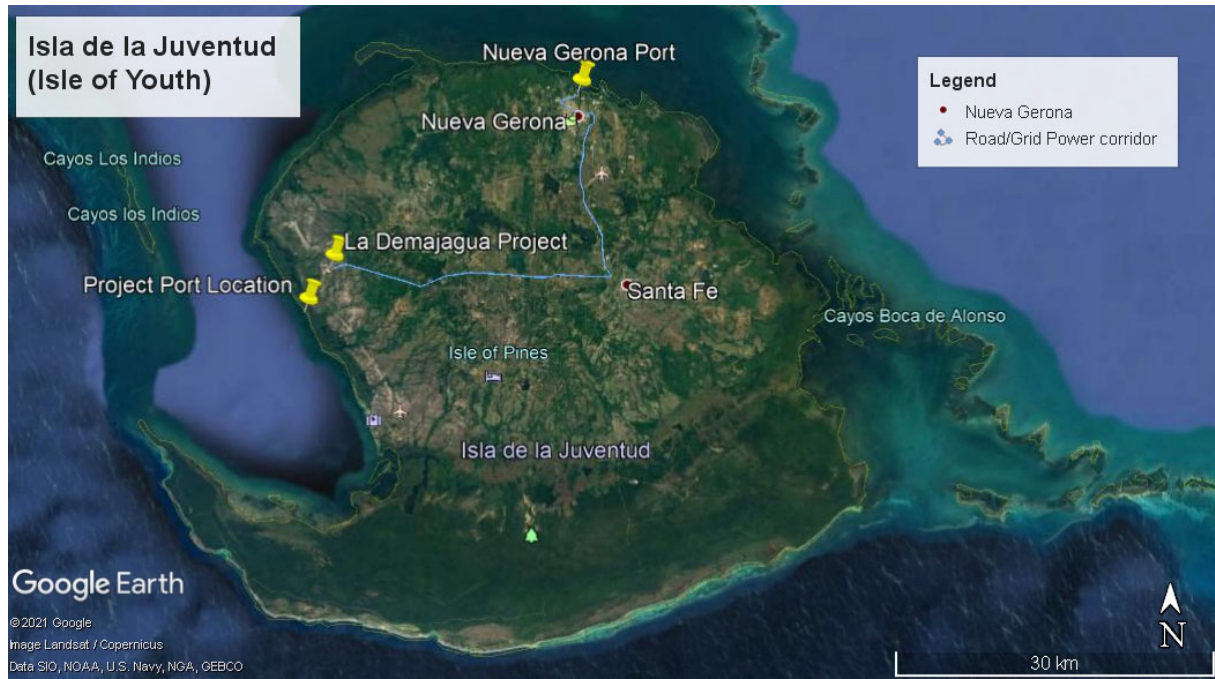 Isla de la Juventud
(Isle of Youth)
Nueva Gerona Port
Legend
Nueva Gerona
Road/Grid Power corridor
Nueva Gerona
Cayos Los Indios
Cayos los Indios
La Demajagua Project
Project Port Location
Santa Fe
Cayos Boca de Alonso
Isle of Pines
Isla de la Juventud
Google Earth
©2021 Google
Image Landsat / Copernicus
Data SIO, NOAA, U.S. Navy, NGA, GEBCO
N
30 km